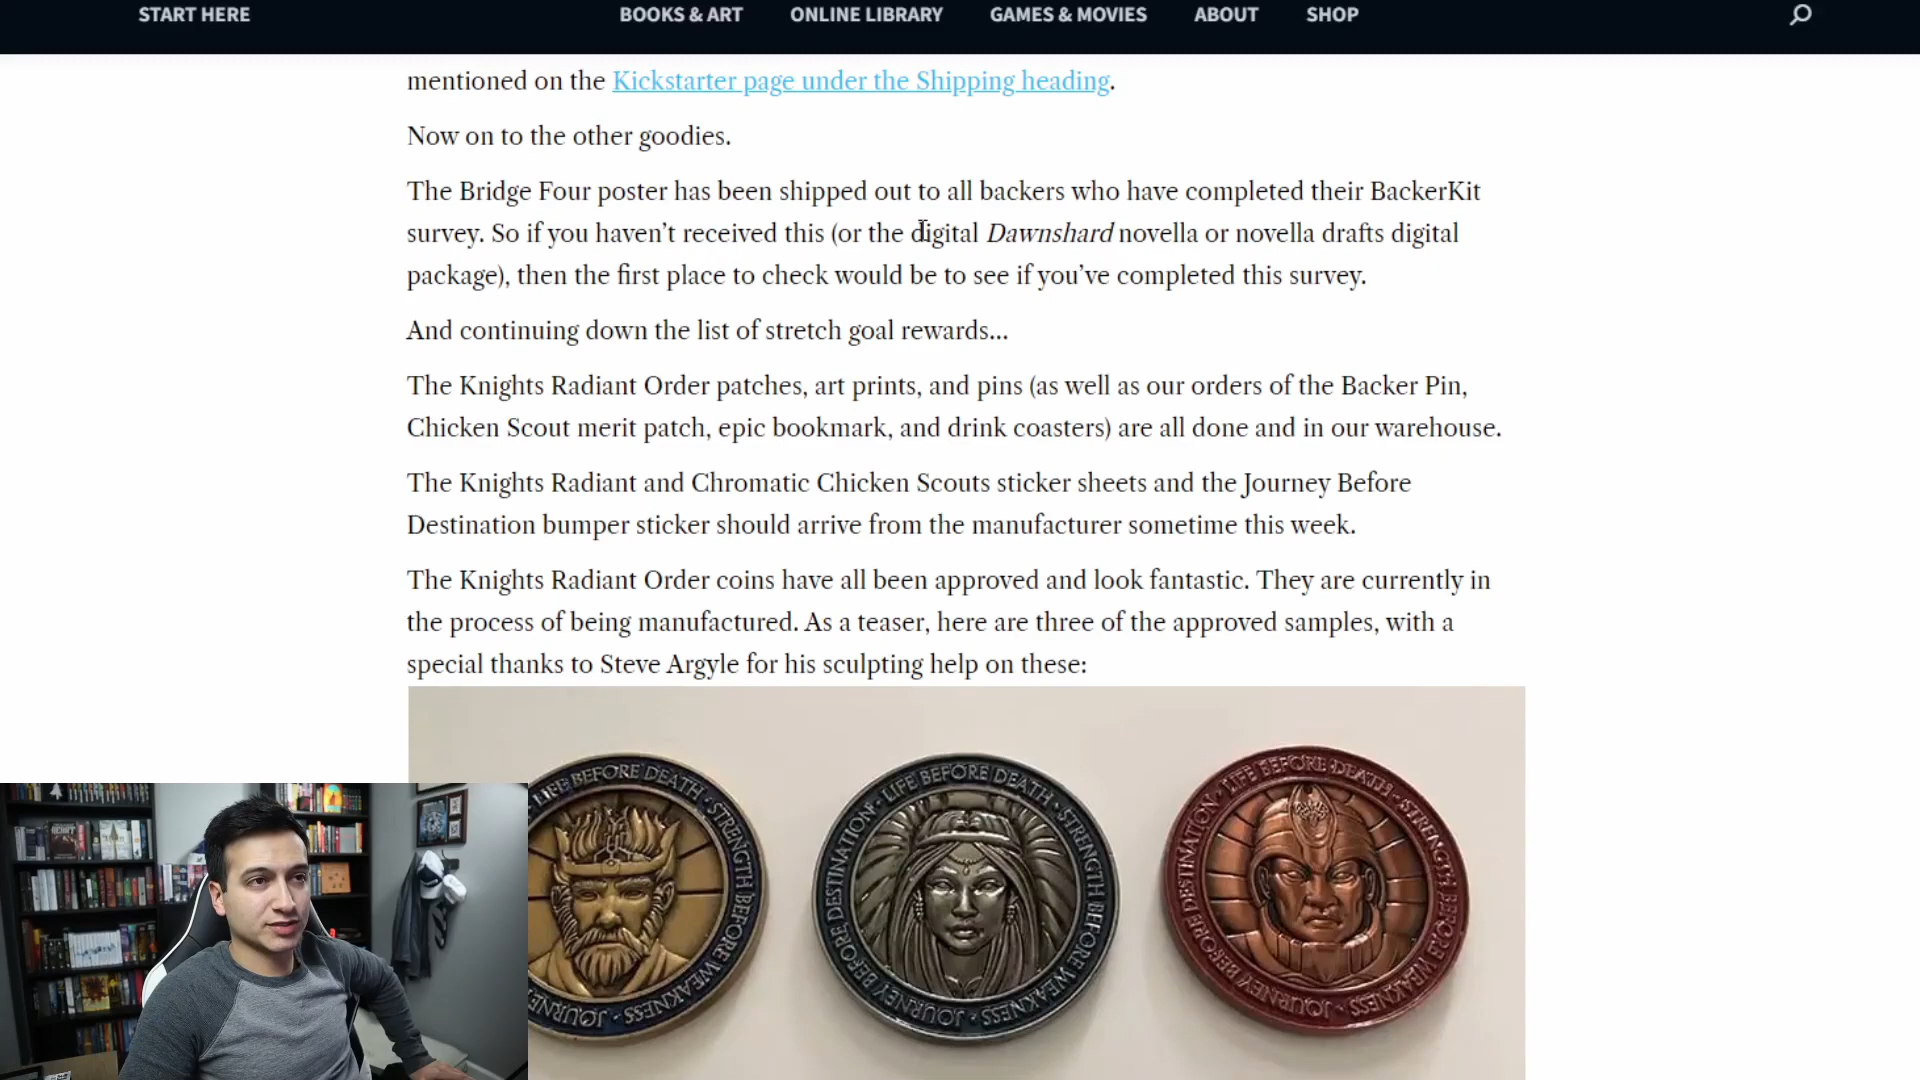 START HERE
BOOKS & ART
ONLINE LIBRARY
GAMES & MOVIES
ABOUT
SHOP
mentioned on the Kickstarter page under the Shipping heading.
Now on to the other goodies.
The Bridge Four poster has been shipped out to all backers who have completed their BackerKit
survey. So if you haven’t received this (or the digital Dawnshard novella or novella drafts digital
package), then the first place to check would be to see if you’ve completed this survey.
And continuing down the list of stretch goal rewards...
The Knights Radiant Order patches, art prints, and pins (as well as our orders of the Backer Pin,
Chicken Scout merit patch, epic bookmark, and drink coasters) are all done and in our warehouse.
The Knights Radiant and Chromatic Chicken Scouts sticker sheets and the Journey Before
Destination bumper sticker should arrive from the manufacturer sometime this week.
The Knights Radiant Order coins have all been approved and look fantastic. They are currently in
the process of being manufactured. As a teaser, here are three of the approved samples, with a
special thanks to Steve Argyle for his sculpting help on these:
LIFE BEFORE DEATH · STRENGTH BEFORE WEAKNESS · JOURNEY
LIFE BEFORE DEATH · STRENGTH BEFORE WEAKNESS · JOURNEY BEFORE DESTINATION ·
LIFE BEFORE DEATH · STRENGTH BEFORE WEAKNESS · JOURNEY BEFORE DESTINATION ·